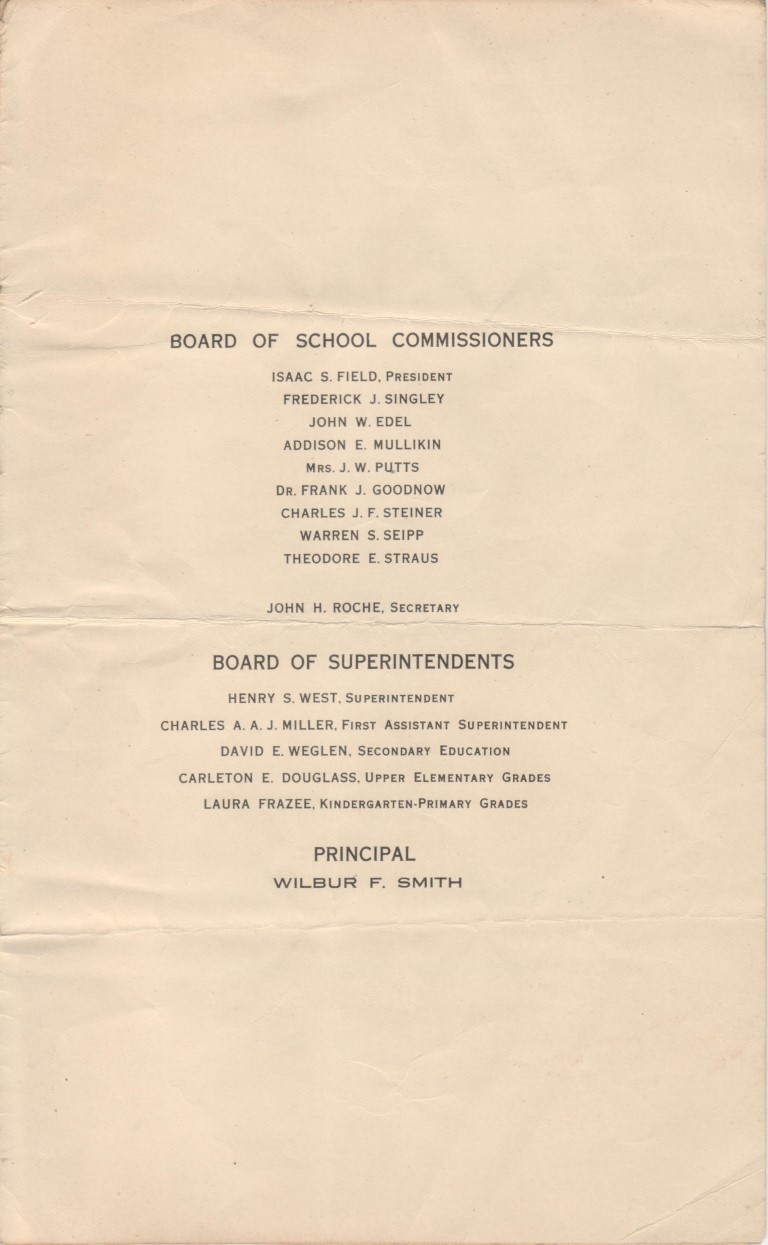 BOARD OF SCHOOL COMMISSIONERS
ISAAC S. FIELD, PRESIDENT
FREDERICK J. SINGLEY
JOHN W. EDEL
ADDISON E. MULLIKIN
MRS. J. W. PUTTS
DR. FRANK J. GOODNOW
CHARLES J. F. STEINER
WARREN S. SEIPP
THEODORE E. STRAUS
JOHN H. ROCHE, SECRETARY
BOARD OF SUPERINTENDENTS
HENRY S. WEST, SUPERINTENDENT
CHARLES A. A. J. MILLER, FIRST ASSISTANT SUPERINTENDENT
DAVID E. WEGLEN, SECONDARY EDUCATION
CARLETON E. DOUGLASS, UPPER ELEMENTARY GRADES
LAURA FRAZEE, KINDERGARTEN-PRIMARY GRADES
PRINCIPAL
WILBUR F. SMITH